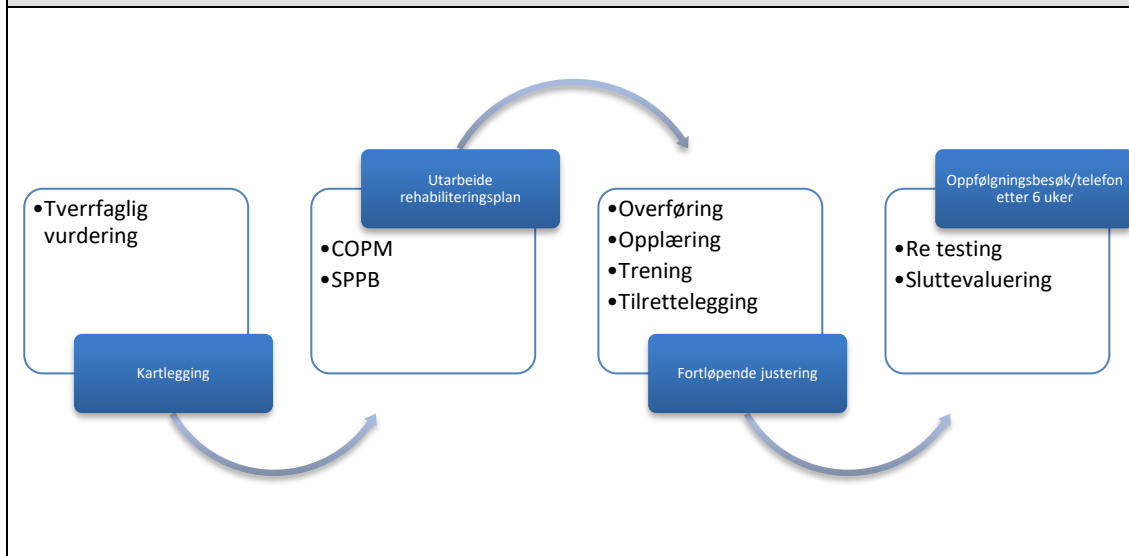 •Tverrfaglig
vurdering
Kartlegging
Utarbeide
rehabiliteringsplan
•COPM
•SPPB
•Overføring
•Opplæring
•Trening
•Tilrettelegging
Fortløpende justering
Oppfølgningsbesøk/telefon
etter 6 uker
•Re testing
•Sluttevaluering